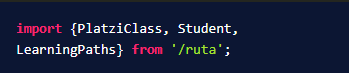 import {PlatziClass, Student,
LearningPaths} from '/ruta';